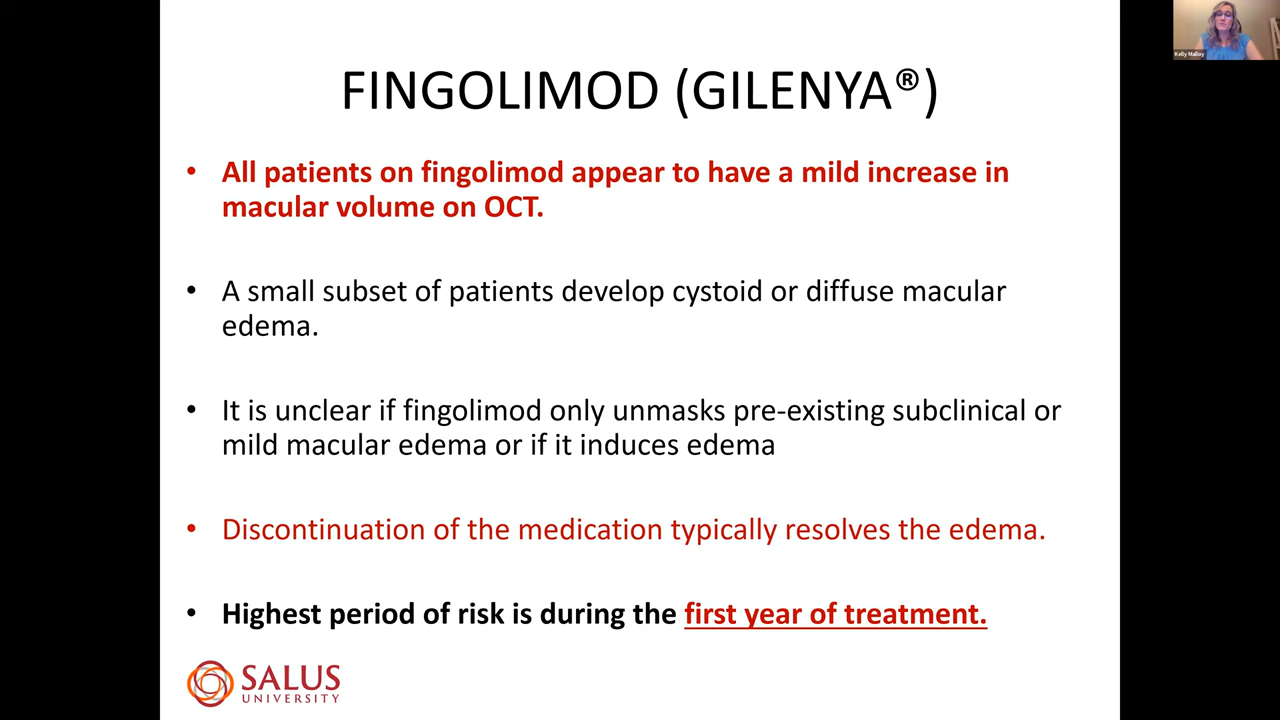 Kelly Malloy
FINGOLIMOD (GILENYA®)
• All patients on fingolimod appear to have a mild increase in
macular volume on OCT.
• A small subset of patients develop cystoid or diffuse macular
edema.
• It is unclear if fingolimod only unmasks pre-existing subclinical or
mild macular edema or if it induces edema
• Discontinuation of the medication typically resolves the edema.
• Highest period of risk is during the first year of treatment.
SALUS
UNIVERSITY